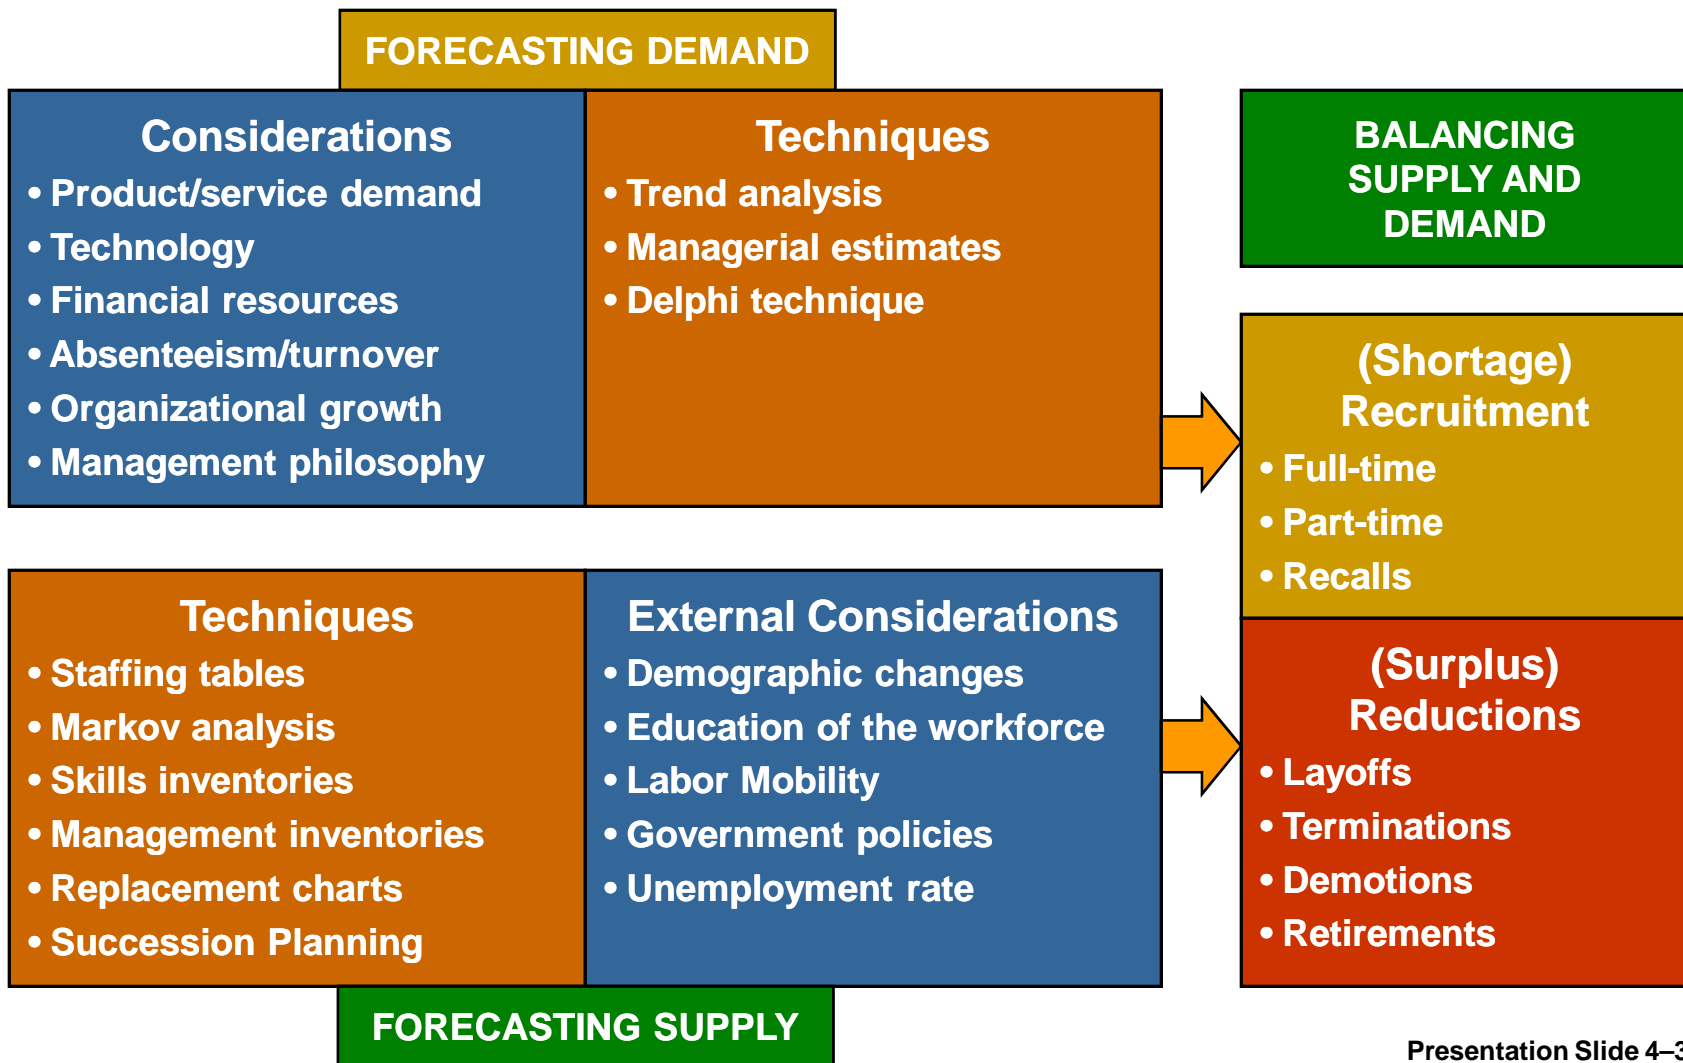 FORECASTING DEMAND
Considerations
• Product/service demand
• Technology
• Financial resources
• Absenteeism/turnover
• Organizational growth
• Management philosophy
Techniques
• Trend analysis
• Managerial estimates
• Delphi technique
BALANCING
SUPPLY AND
DEMAND
(Shortage)
Recruitment
• Full-time
• Part-time
• Recalls
Techniques
• Staffing tables
• Markov analysis
• Skills inventories
• Management inventories
• Replacement charts
• Succession Planning
External Considerations
• Demographic changes
• Education of the workforce
• Labor Mobility
• Government policies
• Unemployment rate
(Surplus)
Reductions
• Layoffs
• Terminations
• Demotions
• Retirements
FORECASTING SUPPLY
Presentation Slide 4–3